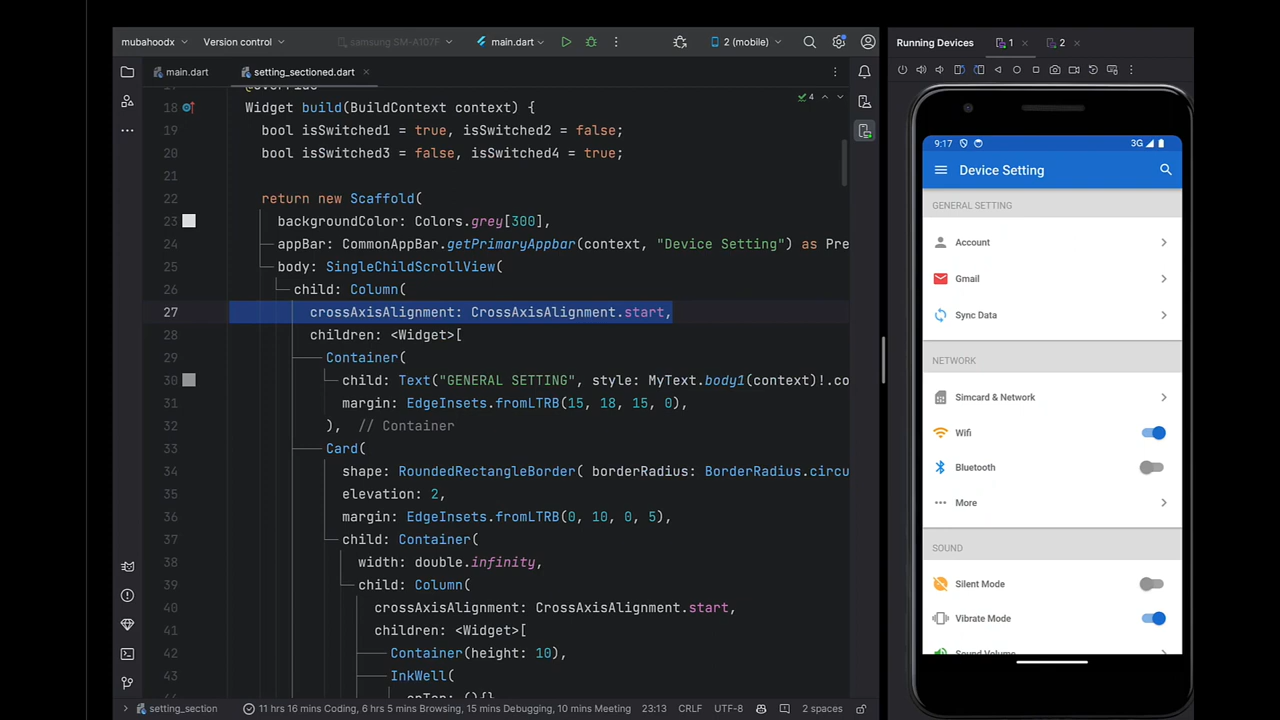 mubahoodx
Version control
samsung SM-A107F
main.dart
2 (mobile)
Running Devices
1
2
main.dart
setting_sectioned.dart
4
18 Widget build(BuildContext context) {
19 bool isSwitched1 = true, isSwitched2 = false;
20 bool isSwitched3 = false, isSwitched4 = true;
21
22 return new Scaffold(
23 backgroundColor: Colors.grey[300],
24 appBar: CommonAppBar.getPrimaryAppbar(context, "Device Setting") as Pre
25 body: SingleChildScrollView(
26 child: Column(
27 crossAxisAlignment: CrossAxisAlignment.start,
28 children: <Widget>[
29 Container(
30 child: Text("GENERAL SETTING", style: MyText.body1(context)!.co
31 margin: EdgeInsets.fromLTRB(15, 18, 15, 0),
32 ), // Container
33 Card(
34 shape: RoundedRectangleBorder( borderRadius: BorderRadius.circu
35 elevation: 2,
36 margin: EdgeInsets.fromLTRB(0, 10, 0, 5),
37 child: Container(
38 width: double.infinity,
39 child: Column(
40 crossAxisAlignment: CrossAxisAlignment.start,
41 children: <Widget>[
42 Container(height: 10),
43 InkWell(
setting_section
11 hrs 16 mins Coding, 6 hrs 5 mins Browsing, 15 mins Debugging, 10 mins Meeting
23:13
CRLF
UTF-8
2 spaces
9:17
3G
Device Setting
GENERAL SETTING
Account
Gmail
Sync Data
NETWORK
Simcard & Network
Wifi
Bluetooth
More
SOUND
Silent Mode
Vibrate Mode
Sound Volume